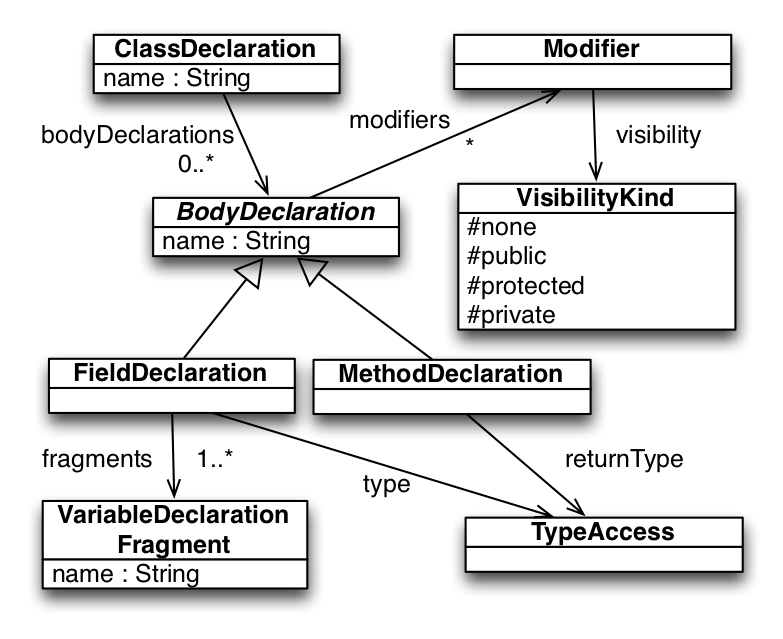 ClassDeclaration
name : String
Modifier
bodyDeclarations
0..*
modifiers
*
visibility
BodyDeclaration
name : String
VisibilityKind
#none
#public
#protected
#private
FieldDeclaration
MethodDeclaration
fragments
1..*
type
returnType
VariableDeclaration
Fragment
name : String
TypeAccess